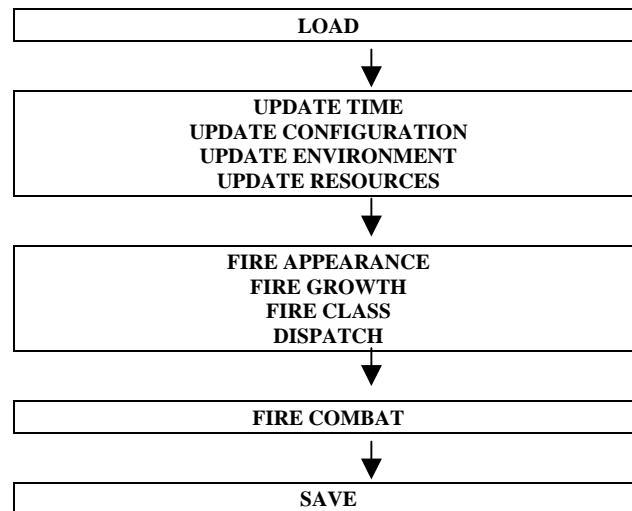 LOAD
UPDATE TIME
UPDATE CONFIGURATION
UPDATE ENVIRONMENT
UPDATE RESOURCES
FIRE APPEARANCE
FIRE GROWTH
FIRE CLASS
DISPATCH
FIRE COMBAT
SAVE